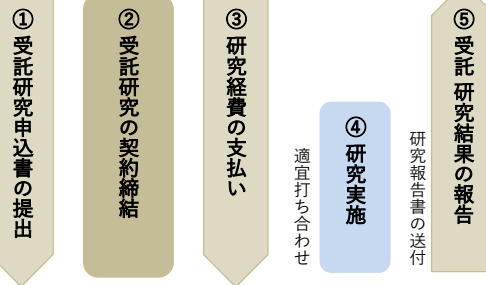 ① 受託研究申込書の提出
② 受託研究の契約締結
③ 研究経費の支払い
適宜打ち合わせ
④ 研究実施
研究報告書の送付
⑤ 受託 研究結果の報告